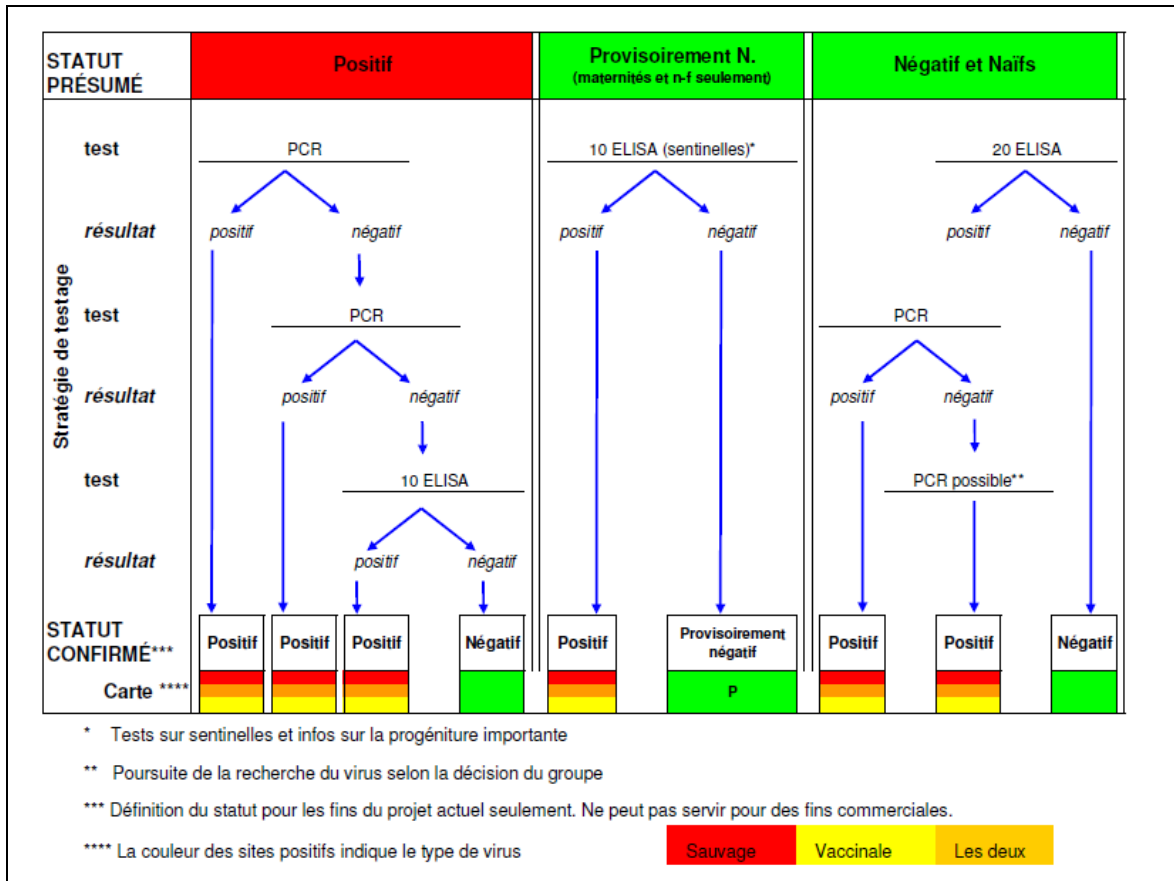 STATUT PRÉSUMÉ
Positif
Provisoirement N.
(maternités et n-f seulement)
Négatif et Naïfs
Stratégie de testage
test
PCR
10 ELISA (sentinelles)*
20 ELISA
résultat
positif
négatif
positif
négatif
positif
négatif
test
PCR
PCR
résultat
positif
négatif
positif
négatif
test
10 ELISA
PCR possible**
résultat
positif
négatif
STATUT CONFIRMÉ***
Positif
Positif
Positif
Négatif
Positif
Provisoirement négatif
Positif
Positif
Négatif
Carte ****
P
* Tests sur sentinelles et infos sur la progéniture importante
** Poursuite de la recherche du virus selon la décision du groupe
*** Définition du statut pour les fins du projet actuel seulement. Ne peut pas servir pour des fins commerciales.
**** La couleur des sites positifs indique le type de virus
Sauvage
Vaccinale
Les deux